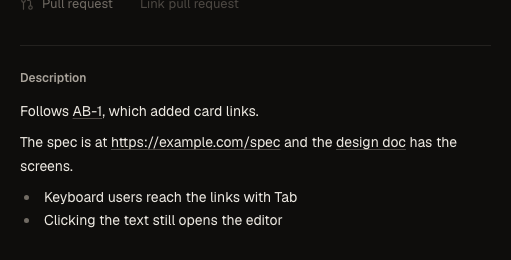 Pull request Link pull request
Description
Follows AB-1, which added card links.
The spec is at https://example.com/spec and the design doc has the
screens.
Keyboard users reach the links with Tab
Clicking the text still opens the editor